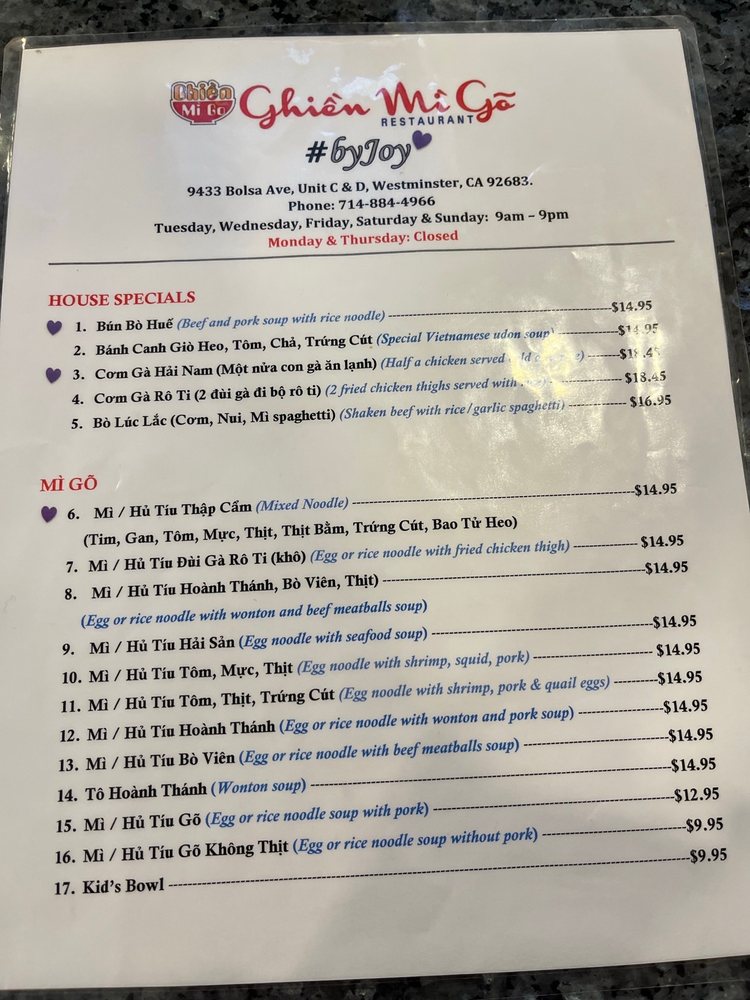 Ghiền
Mì Gõ
Ghiền Mì Gõ
RESTAURANT
#byJoy
9433 Bolsa Ave, Unit C & D, Westminster, CA 92683.
Phone: 714-884-4966
Tuesday, Wednesday, Friday, Saturday & Sunday: 9am – 9pm
Monday & Thursday: Closed
HOUSE SPECIALS
1. Bún Bò Huế (Beef and pork soup with rice noodle) $14.95
2. Bánh Canh Giò Heo, Tôm, Chả, Trứng Cút (Special Vietnamese udon soup) $14.95
3. Cơm Gà Hải Nam (Một nửa con gà ăn lạnh) (Half a chicken served $18.45
4. Cơm Gà Rô Ti (2 đùi gà đi bộ rô ti) (2 fried chicken thighs served with $18.45
5. Bò Lúc Lắc (Cơm, Nui, Mì spaghetti) (Shaken beef with rice/garlic spaghetti) $16.95
MÌ GÕ
6. Mì / Hủ Tíu Thập Cẩm (Mixed Noodle) $14.95
(Tim, Gan, Tôm, Mực, Thịt, Thịt Bằm, Trứng Cút, Bao Tử Heo)
7. Mì / Hủ Tíu Đùi Gà Rô Ti (khô) (Egg or rice noodle with fried chicken thigh) $14.95
8. Mì / Hủ Tíu Hoành Thánh, Bò Viên, Thịt) $14.95
(Egg or rice noodle with wonton and beef meatballs soup)
9. Mì / Hủ Tíu Hải Sản (Egg noodle with seafood soup) $14.95
10. Mì / Hủ Tíu Tôm, Mực, Thịt (Egg noodle with shrimp, squid, pork) $14.95
11. Mì / Hủ Tíu Tôm, Thịt, Trứng Cút (Egg noodle with shrimp, pork & quail eggs) $14.95
12. Mì / Hủ Tíu Hoành Thánh (Egg or rice noodle with wonton and pork soup) $14.95
13. Mì / Hủ Tíu Bò Viên (Egg or rice noodle with beef meatballs soup) $14.95
14. Tô Hoành Thánh (Wonton soup) $14.95
15. Mì / Hủ Tíu Gõ (Egg or rice noodle soup with pork) $12.95
16. Mì / Hủ Tíu Gõ Không Thịt (Egg or rice noodle soup without pork) $9.95
17. Kid's Bowl $9.95